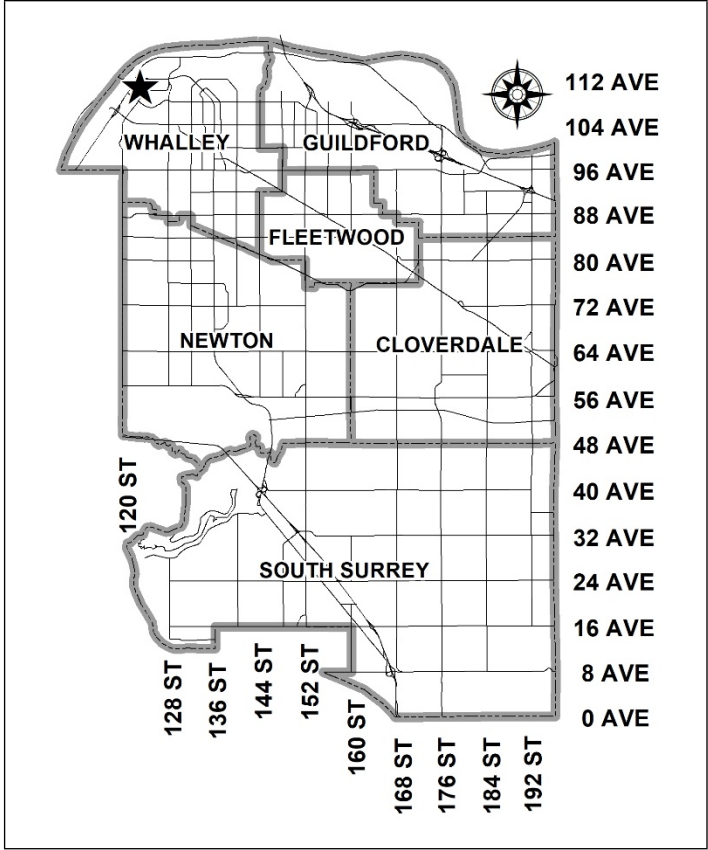 112 AVE
104 AVE
WHALLEY
GUILDFORD
96 AVE
88 AVE
FLEETWOOD
80 AVE
72 AVE
NEWTON
CLOVERDALE
64 AVE
56 AVE
48 AVE
120 ST
40 AVE
32 AVE
SOUTH SURREY
24 AVE
16 AVE
128 ST
136 ST
144 ST
152 ST
8 AVE
160 ST
0 AVE
168 ST
176 ST
184 ST
192 ST